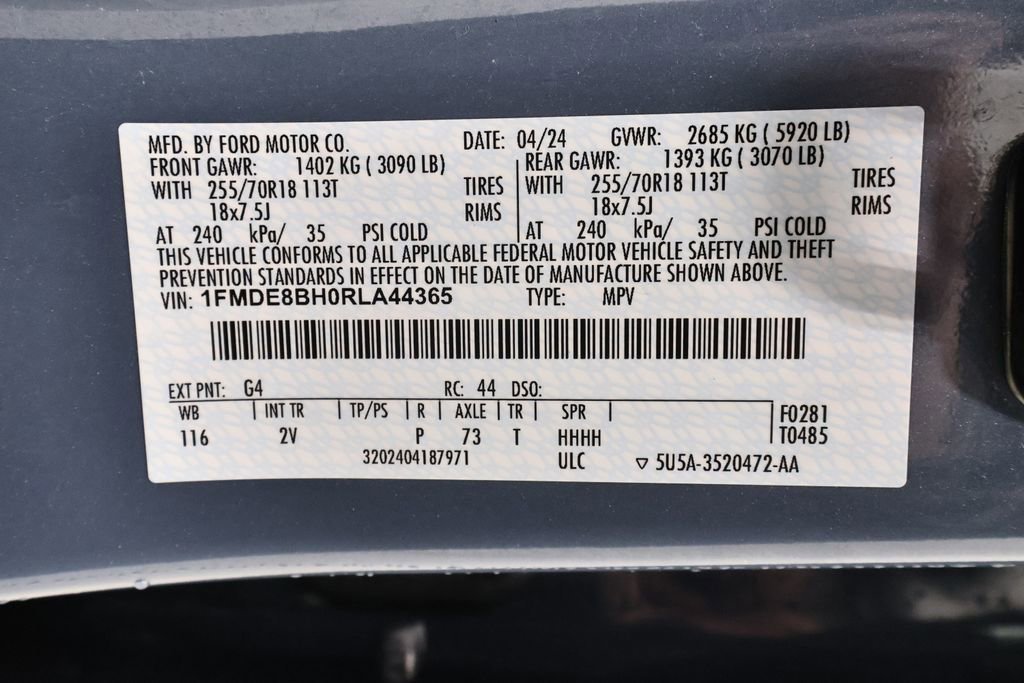 MFD. BY FORD MOTOR CO. DATE: 04/24 GVWR: 2685 KG ( 5920 LB)
FRONT GAWR: 1402 KG ( 3090 LB) REAR GAWR: 1393 KG ( 3070 LB)
WITH 255/70R18 113T TIRES WITH 255/70R18 113T TIRES
18x7.5J RIMS 18x7.5J RIMS
AT 240 kPa/ 35 PSI COLD AT 240 kPa/ 35 PSI COLD
THIS VEHICLE CONFORMS TO ALL APPLICABLE FEDERAL MOTOR VEHICLE SAFETY AND THEFT
PREVENTION STANDARDS IN EFFECT ON THE DATE OF MANUFACTURE SHOWN ABOVE.
VIN: 1FMDE8BH0RLA44365 TYPE: MPV
EXT PNT: G4 RC: 44 DSO:
WB INT TR TP/PS R AXLE TR SPR F0281
116 2V P 73 T HHHH T0485
3202404187971 ULC ▽ 5U5A-3520472-AA